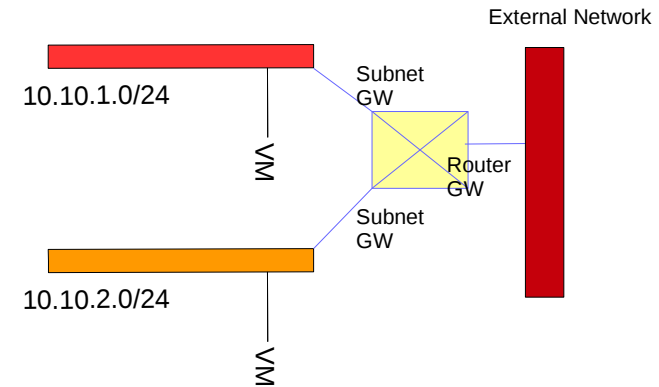 External Network
Subnet
GW
10.10.1.0/24
VM
Router
GW
Subnet
GW
10.10.2.0/24
VM